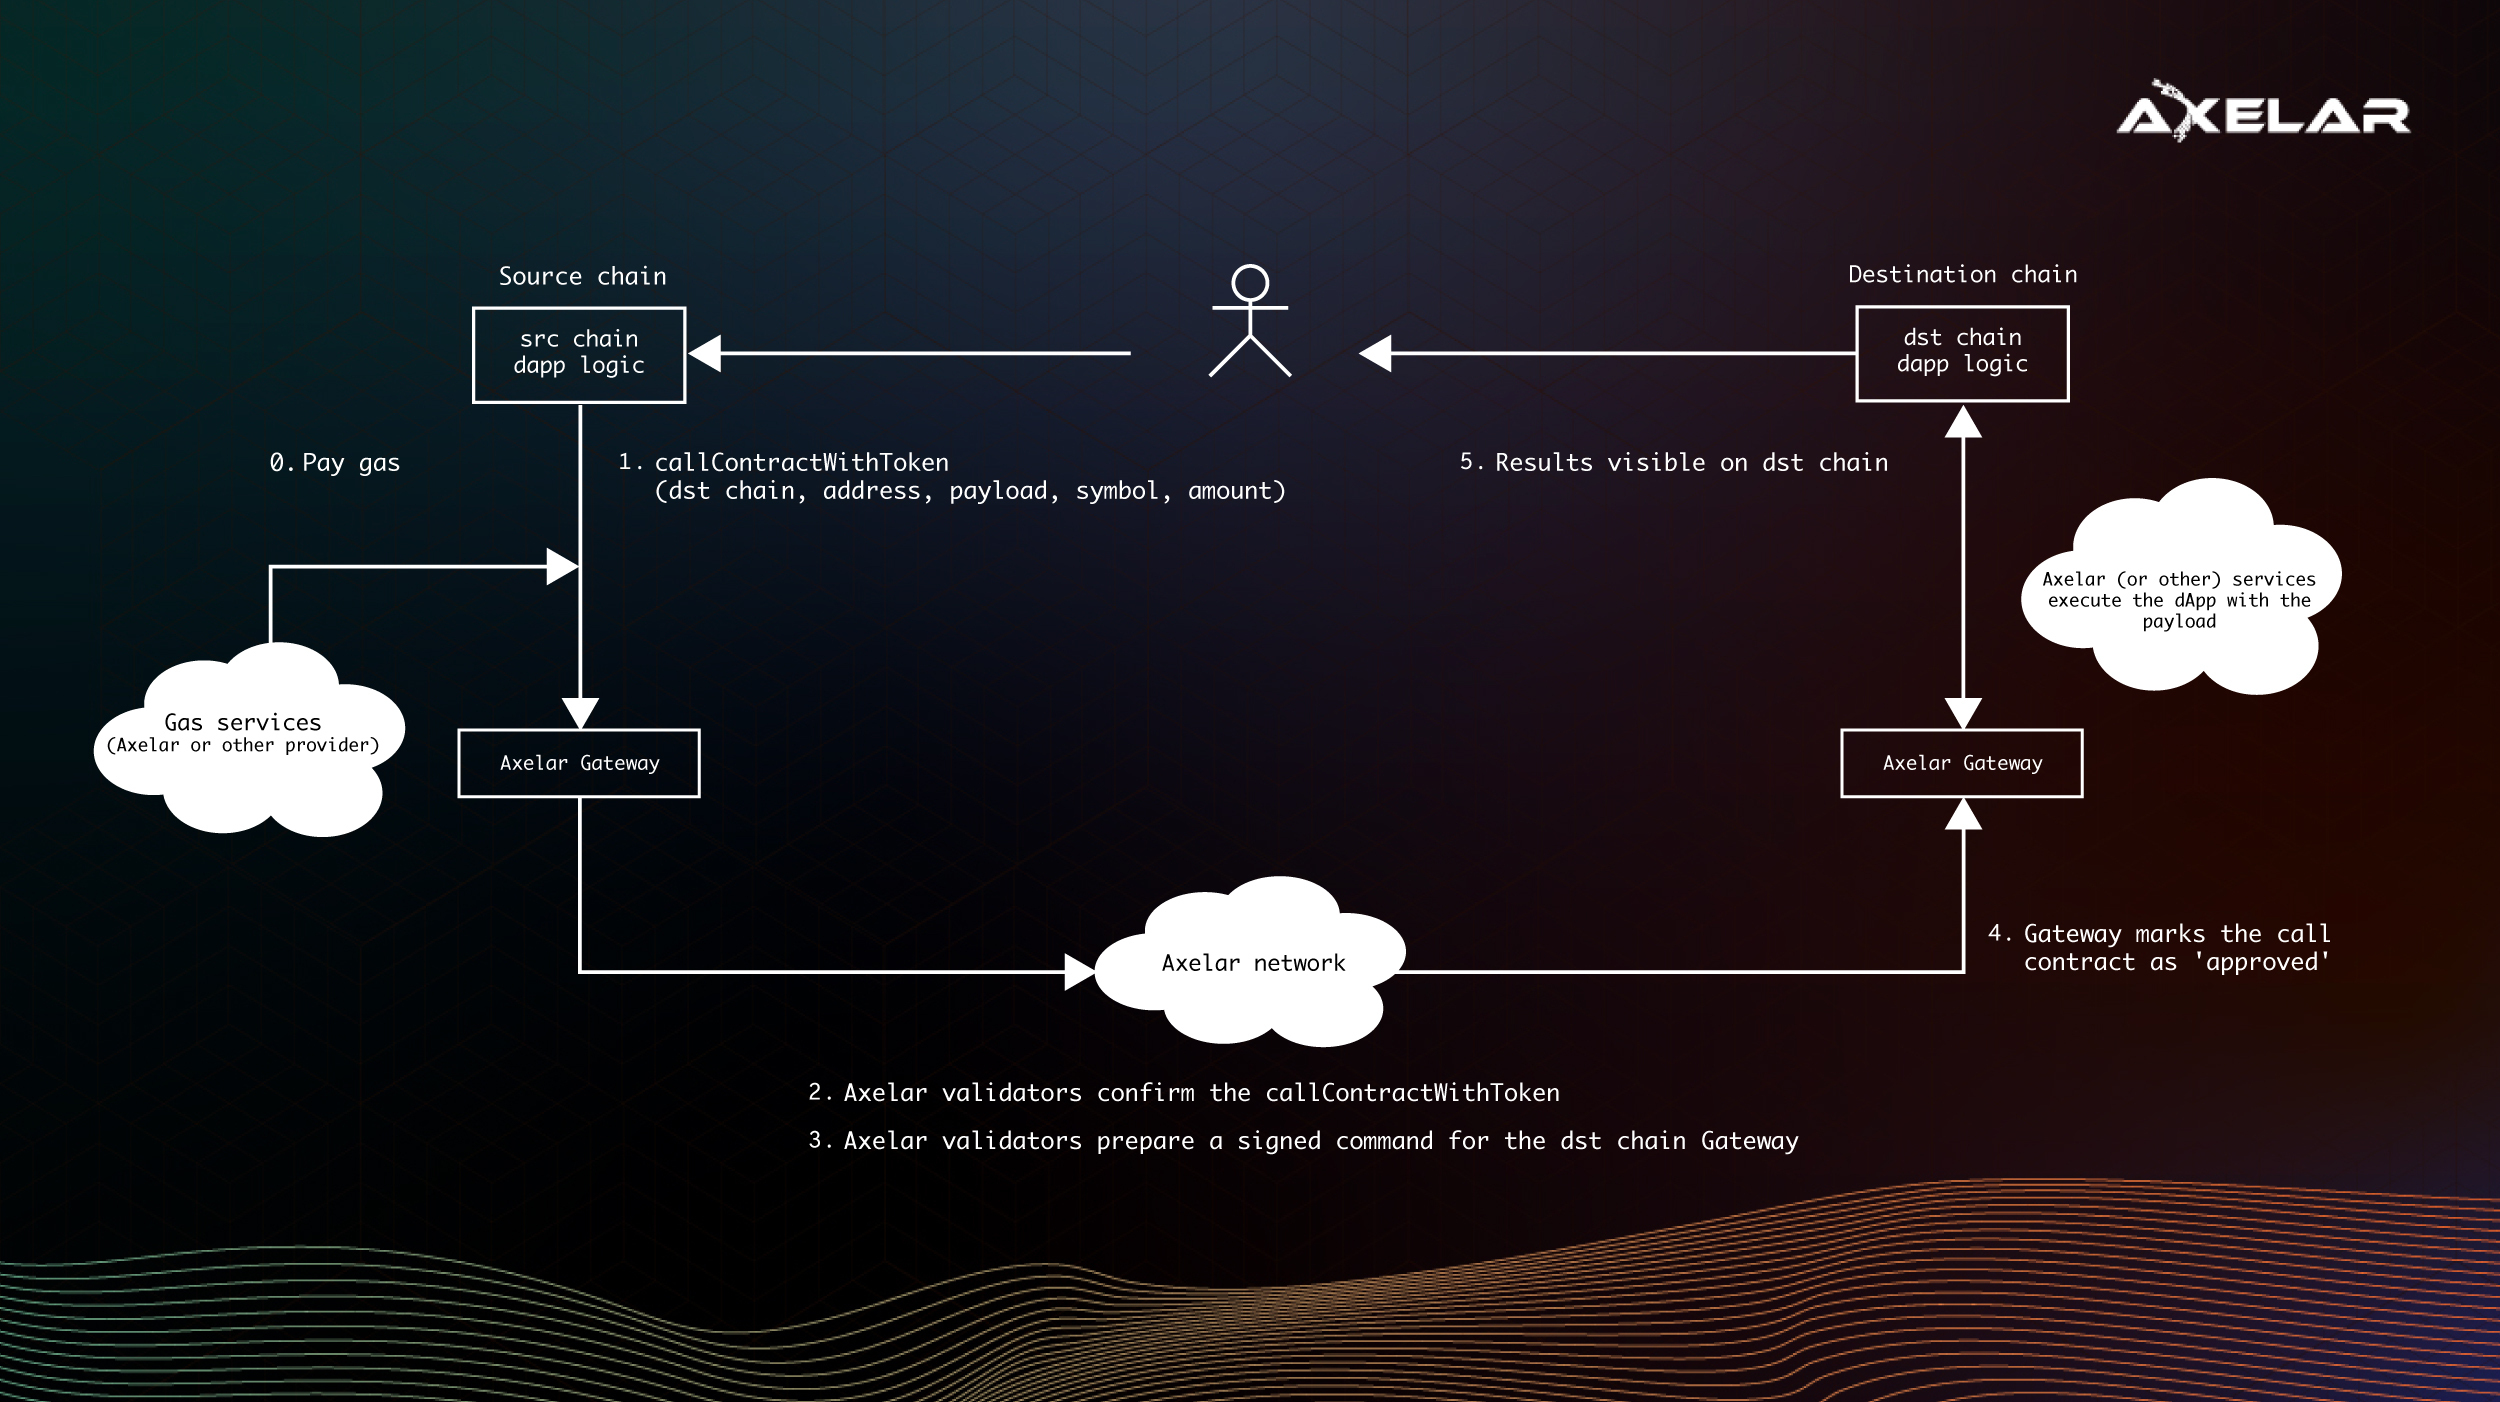 AXELAR
Source chain
src chain
dapp logic
Destination chain
dst chain
dapp logic
0. Pay gas
1. callContractWithToken
(dst chain, address, payload, symbol, amount)
5. Results visible on dst chain
Axelar (or other) services
execute the dApp with the
payload
Gas services
(Axelar or other provider)
Axelar Gateway
Axelar Gateway
Axelar network
4. Gateway marks the call
contract as 'approved'
2. Axelar validators confirm the callContractWithToken
3. Axelar validators prepare a signed command for the dst chain Gateway